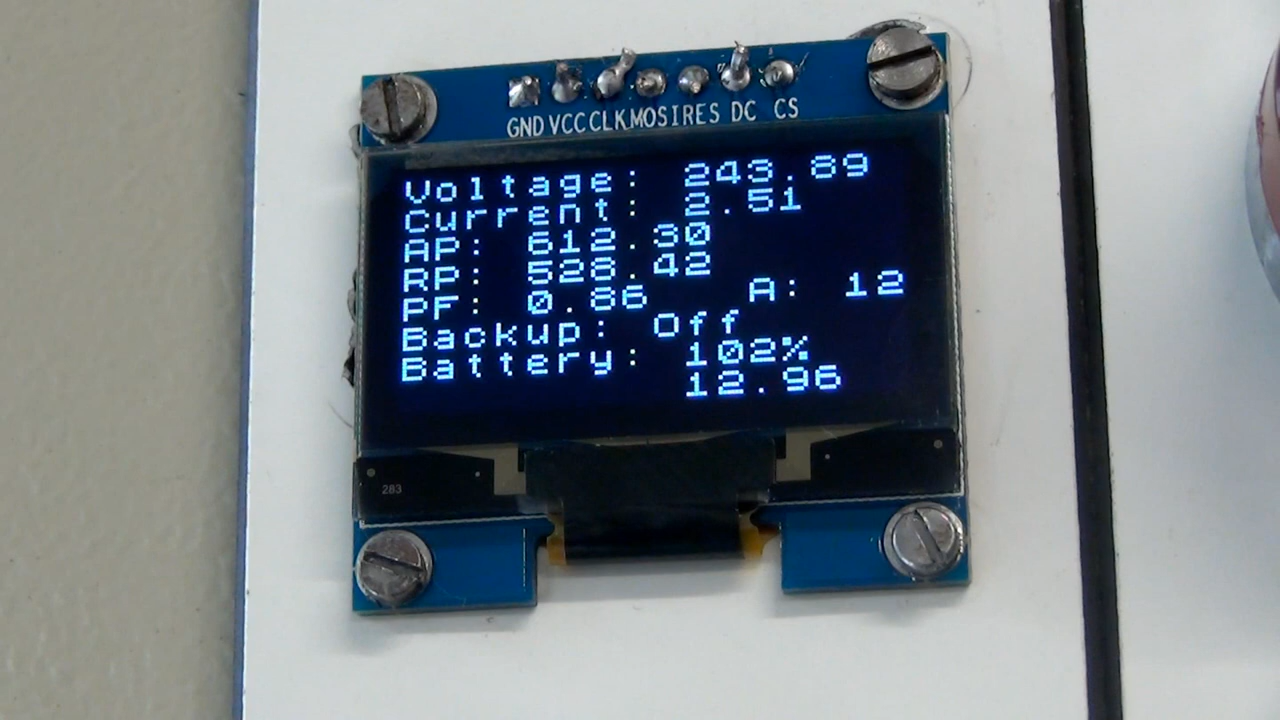 GND VCC CLK MOSI RES DC CS
Voltage: 243.89
Current: 2.51
AP: 612.30
RP: 528.42
PF: 0.86 A: 12
Backup: Off
Battery: 102%
12.96
283